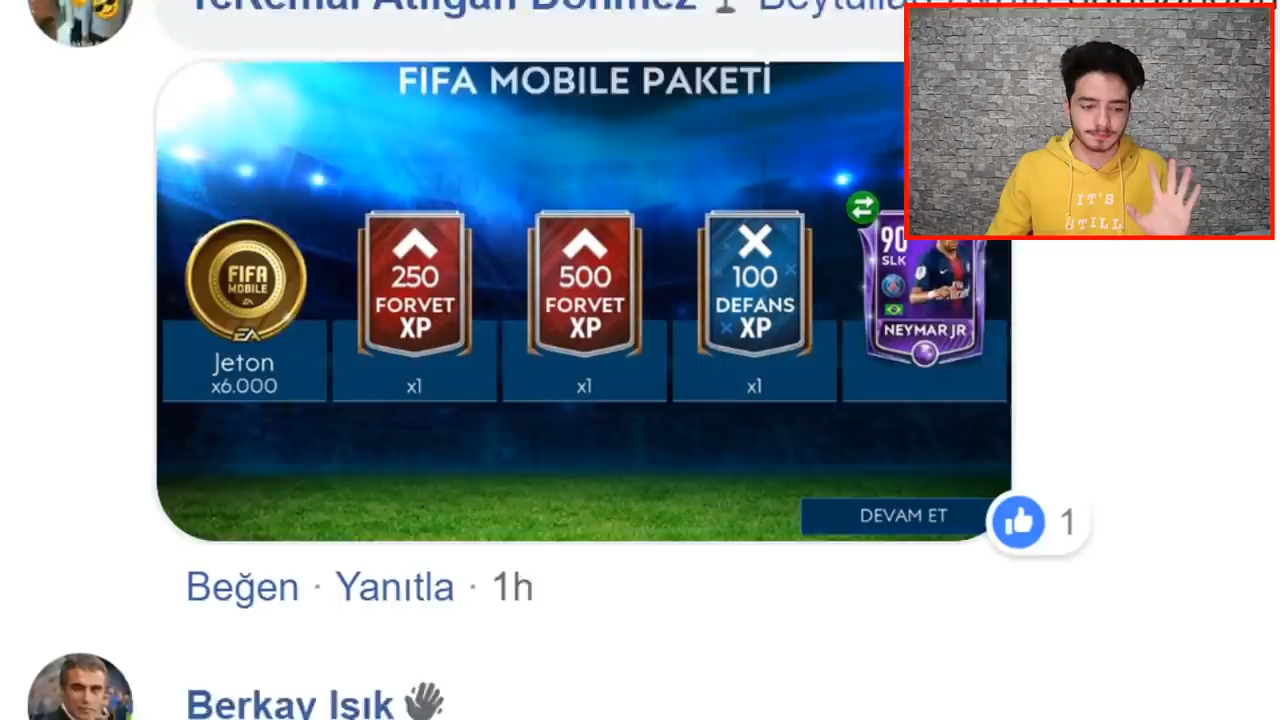 FIFA MOBILE PAKETİ
FIFA
MOBILE
EA
Jeton
x6.000
250
FORVET
XP
x1
500
FORVET
XP
x1
100
DEFANS
XP
x1
90
SLK
NEYMAR JR
IT'S
STILL
DEVAM ET
1
Beğen · Yanıtla · 1h
Berkay Işık